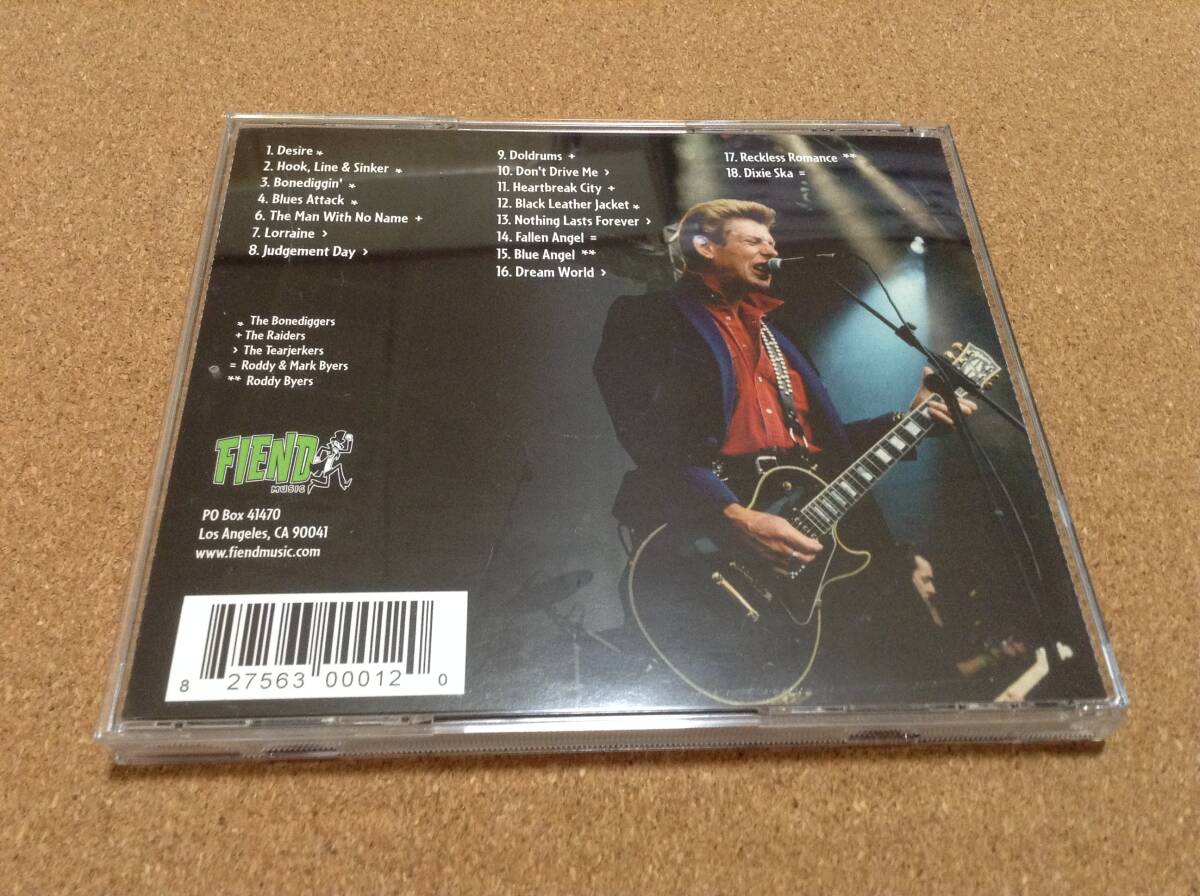 1. Desire *
2. Hook, Line & Sinker *
3. Bonediggin' *
4. Blues Attack *
6. The Man With No Name +
7. Lorraine >
8. Judgement Day >
9. Doldrums +
10. Don't Drive Me >
11. Heartbreak City +
12. Black Leather Jacket *
13. Nothing Lasts Forever >
14. Fallen Angel =
15. Blue Angel **
16. Dream World >
17. Reckless Romance **
18. Dixie Ska =
* The Bonediggers
+ The Raiders
> The Tearjerkers
= Roddy & Mark Byers
** Roddy Byers
FIEND
MUSIC
PO Box 41470
Los Angeles, CA 90041
www.fiendmusic.com
8 27563 00012 0